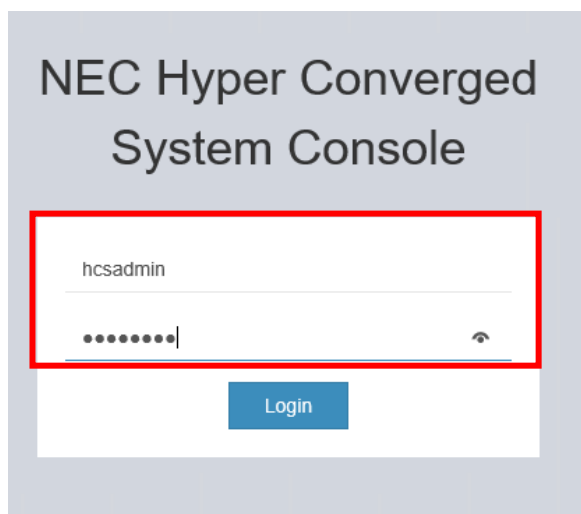 NEC Hyper Converged
System Console
hcsadmin
••••••••
Login